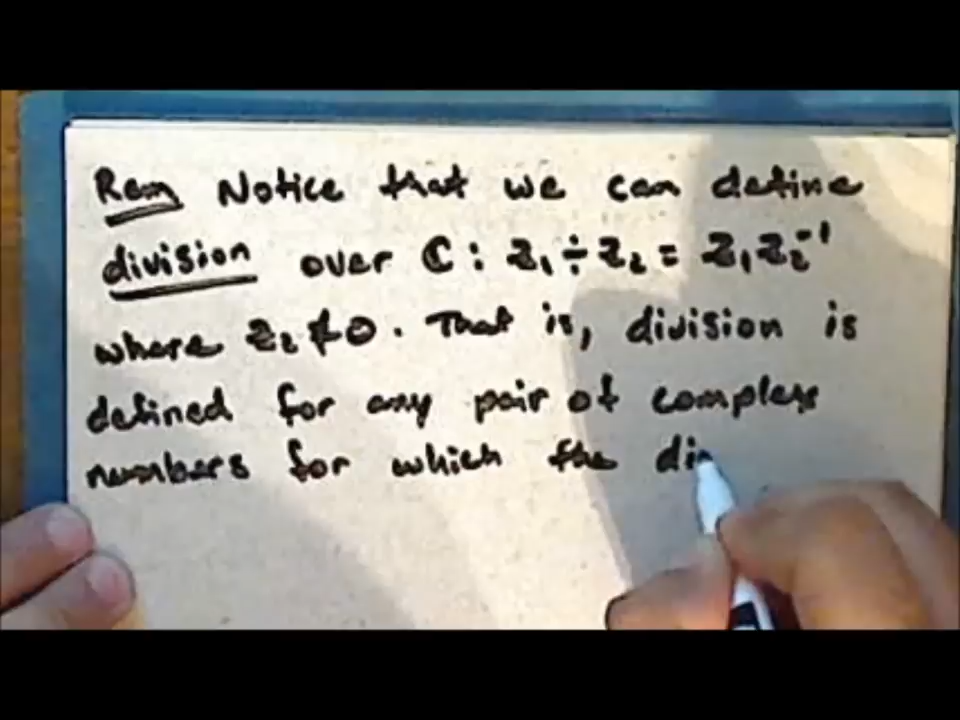 Rem Notice that we can define
division over ℂ: z₁ ÷ z₂ = z₁z₂⁻¹
where z₂ ≠ 0. That is, division is
defined for any pair of complex
numbers for which the di